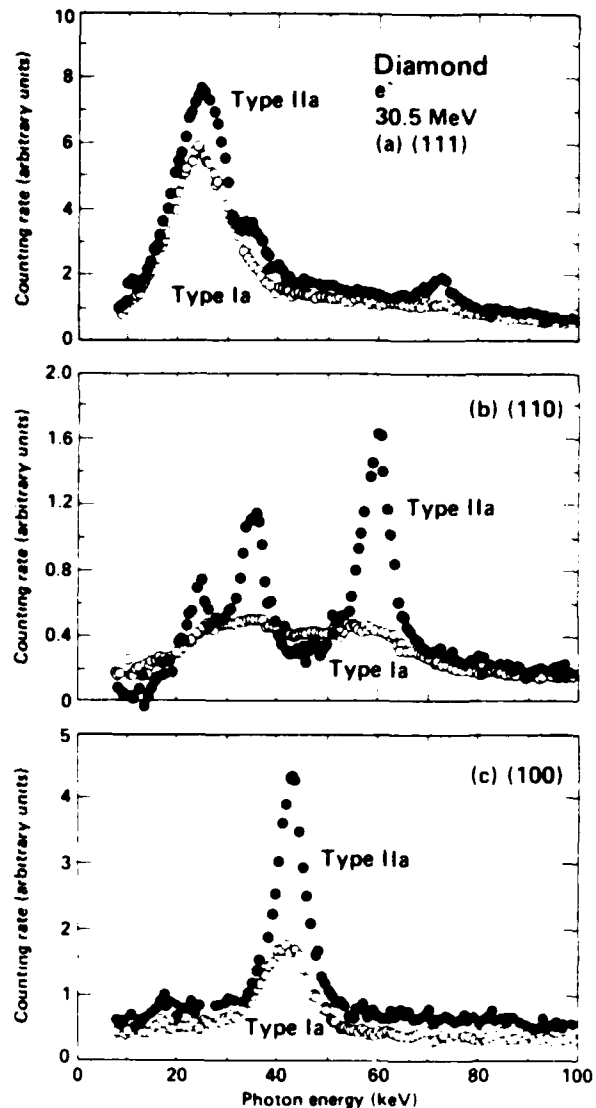 10
8
6
4
2
0
Counting rate (arbitrary units)
Diamond
e-
30.5 MeV
(a) (111)
Type IIa
Type Ia
2.0
1.6
1.2
0.8
0.4
0
Counting rate (arbitrary units)
(b) (110)
Type IIa
Type Ia
5
4
3
2
1
0
Counting rate (arbitrary units)
(c) (100)
Type IIa
Type Ia
0 20 40 60 80 100
Photon energy (keV)